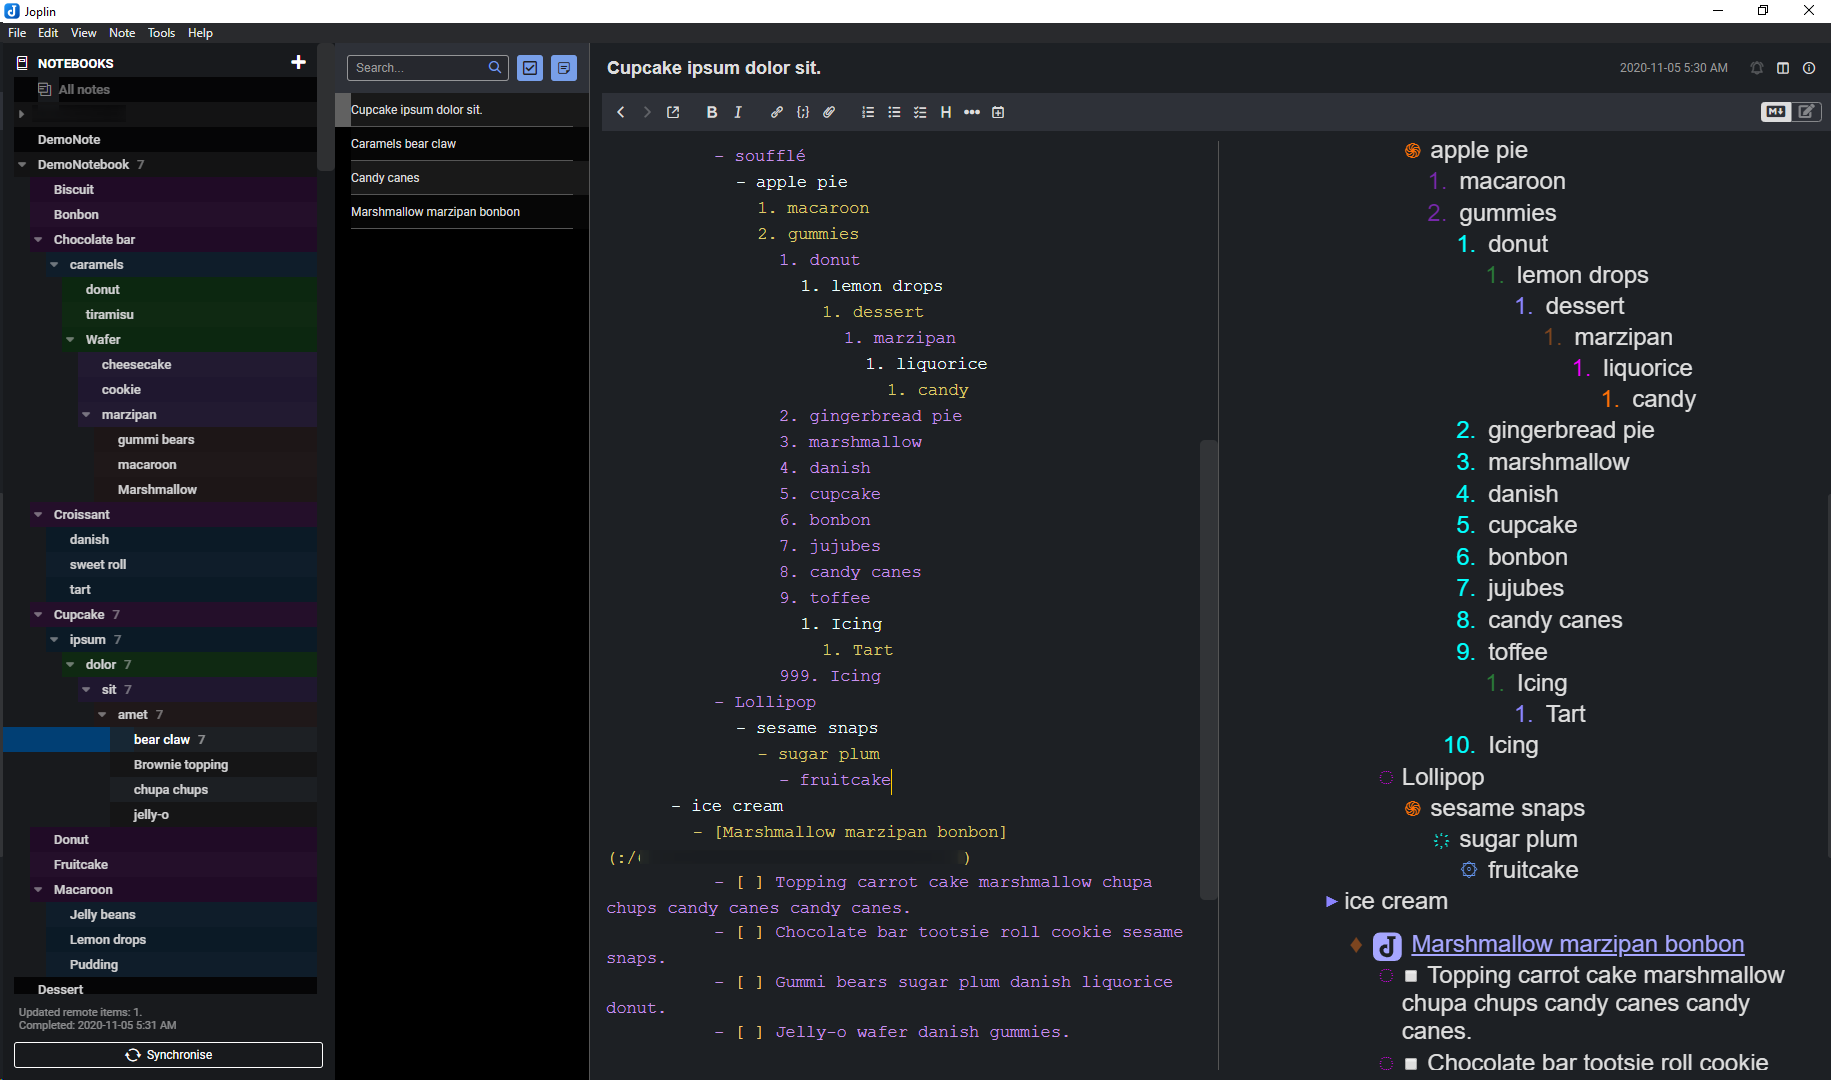 Joplin
File Edit View Note Tools Help
NOTEBOOKS
All notes
DemoNote
DemoNotebook 7
Biscuit
Bonbon
Chocolate bar
caramels
donut
tiramisu
Wafer
cheesecake
cookie
marzipan
gummi bears
macaroon
Marshmallow
Croissant
danish
sweet roll
tart
Cupcake 7
ipsum 7
dolor 7
sit 7
amet 7
bear claw 7
Brownie topping
chupa chups
jelly-o
Donut
Fruitcake
Macaroon
Jelly beans
Lemon drops
Pudding
Dessert
Updated remote items: 1.
Completed: 2020-11-05 5:31 AM
Synchronise
Search...
Cupcake ipsum dolor sit.
Caramels bear claw
Candy canes
Marshmallow marzipan bonbon
Cupcake ipsum dolor sit.
2020-11-05 5:30 AM
B I H M
- soufflé
- apple pie
1. macaroon
2. gummies
1. donut
1. lemon drops
1. dessert
1. marzipan
1. liquorice
1. candy
2. gingerbread pie
3. marshmallow
4. danish
5. cupcake
6. bonbon
7. jujubes
8. candy canes
9. toffee
1. Icing
1. Tart
999. Icing
- Lollipop
- sesame snaps
- sugar plum
- fruitcake
- ice cream
- [Marshmallow marzipan bonbon]
(:/ )
- [ ] Topping carrot cake marshmallow chupa
chups candy canes candy canes.
- [ ] Chocolate bar tootsie roll cookie sesame
snaps.
- [ ] Gummi bears sugar plum danish liquorice
donut.
- [ ] Jelly-o wafer danish gummies.
apple pie
1. macaroon
2. gummies
1. donut
1. lemon drops
1. dessert
1. marzipan
1. liquorice
1. candy
2. gingerbread pie
3. marshmallow
4. danish
5. cupcake
6. bonbon
7. jujubes
8. candy canes
9. toffee
1. Icing
1. Tart
10. Icing
Lollipop
sesame snaps
sugar plum
fruitcake
ice cream
Marshmallow marzipan bonbon
Topping carrot cake marshmallow
chupa chups candy canes candy
canes.
Chocolate bar tootsie roll cookie